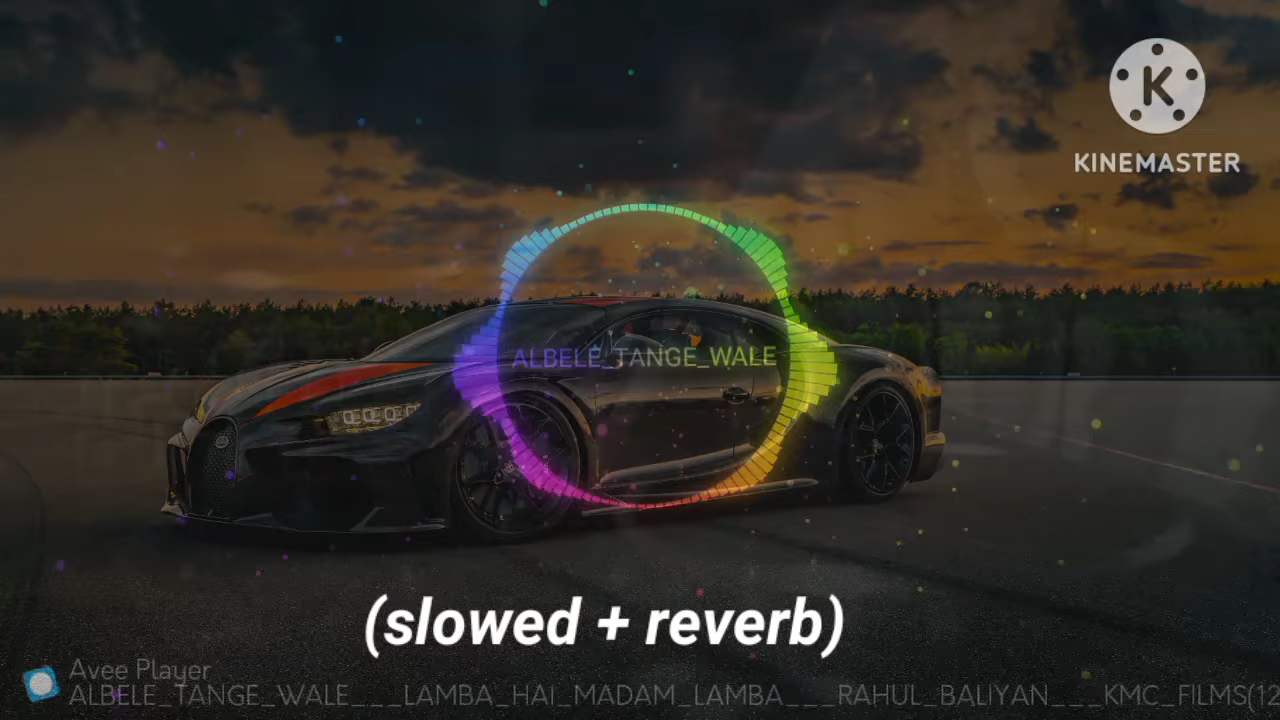 K
KINEMASTER
ALBELE_TANGE_WALE
(slowed + reverb)
Avee Player
ALBELE_TANGE_WALE___LAMBA_HAI_MADAM_LAMBA___RAHUL_BALIYAN___KMC_FILMS(12